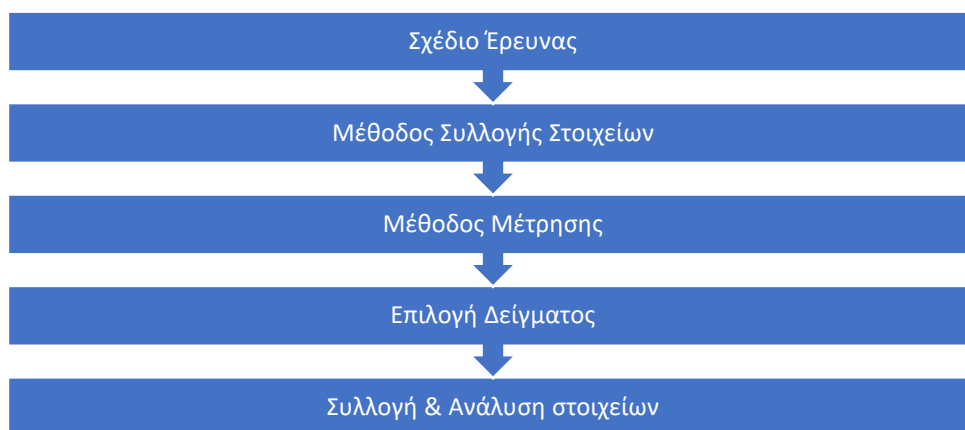 Σχέδιο Έρευνας
Μέθοδος Συλλογής Στοιχείων
Μέθοδος Μέτρησης
Επιλογή Δείγματος
Συλλογή & Ανάλυση στοιχείων